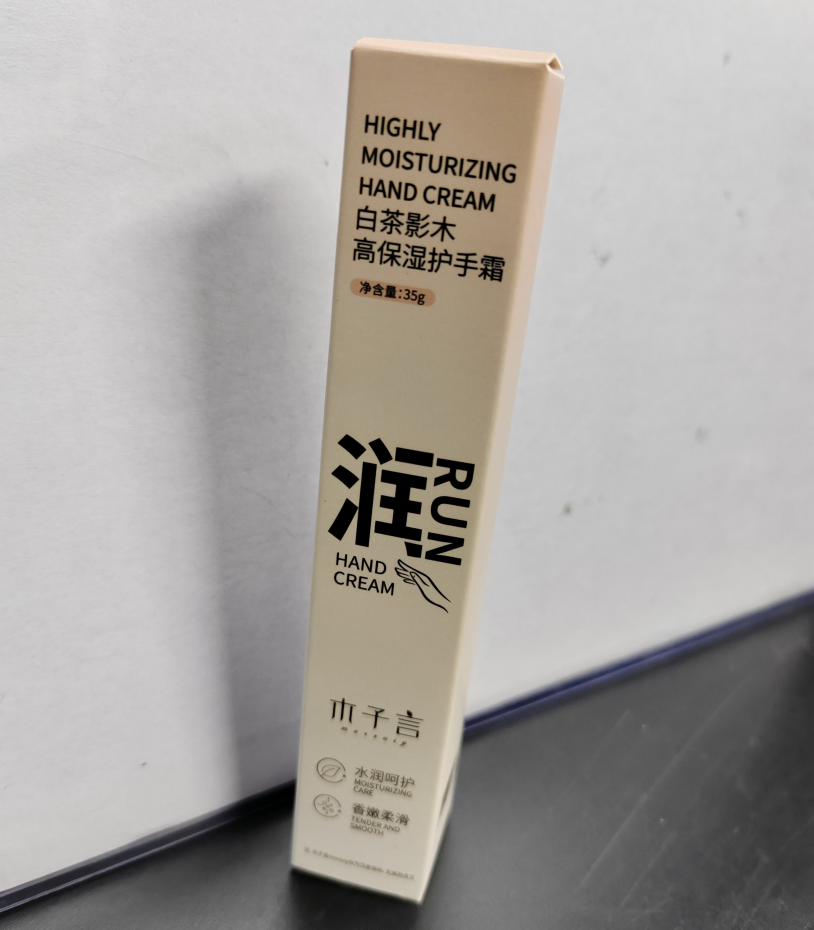 HIGHLY
MOISTURIZING
HAND CREAM
白茶影木
高保湿护手霜
净含量:35g
润
RUN
HAND
CREAM
木子言
水润呵护
MOISTURIZING
CARE
香嫩柔滑
TENDER AND
SMOOTH